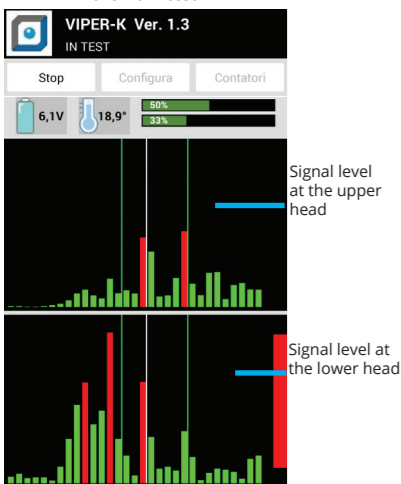 VIPER-K Ver. 1.3
IN TEST
Stop Configura Contatori
6,1V 18,9° 50%
33%
Signal level
at the upper
head
Signal level at
the lower head